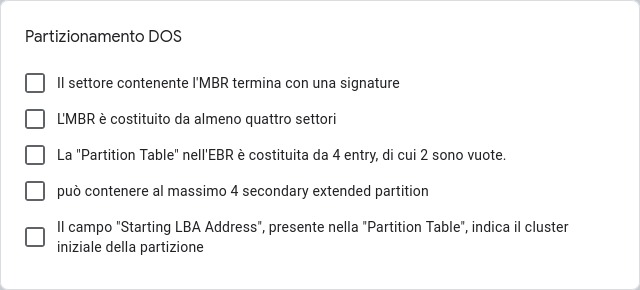 Partizionamento DOS
Il settore contenente l'MBR termina con una signature
L'MBR è costituito da almeno quattro settori
La "Partition Table" nell'EBR è costituita da 4 entry, di cui 2 sono vuote.
può contenere al massimo 4 secondary extended partition
Il campo "Starting LBA Address", presente nella "Partition Table", indica il cluster
iniziale della partizione